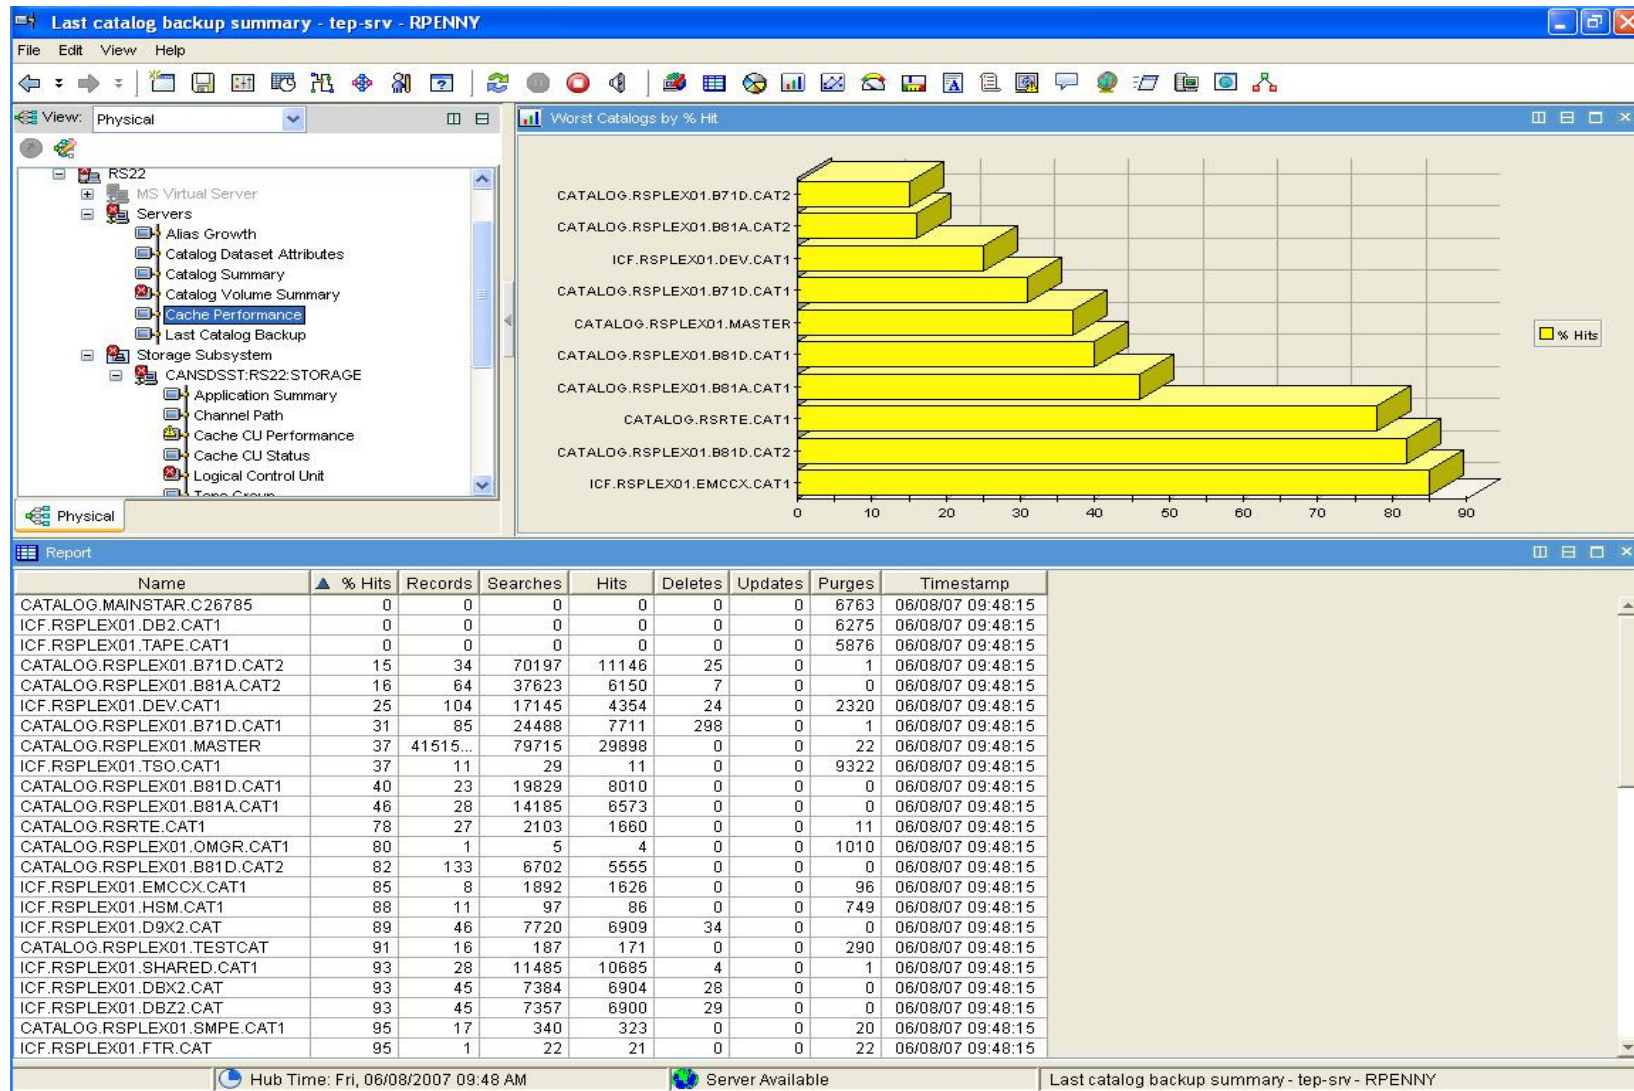 Last catalog backup summary - tep-srv - RPENNY
File Edit View Help
View: Physical
RS22
MS Virtual Server
Servers
Alias Growth
Catalog Dataset Attributes
Catalog Summary
Catalog Volume Summary
Cache Performance
Last Catalog Backup
Storage Subsystem
CANSDSST:RS22:STORAGE
Application Summary
Channel Path
Cache CU Performance
Cache CU Status
Logical Control Unit
Tape Group
Physical
Worst Catalogs by % Hit
CATALOG.RSPLEX01.B71D.CAT2
CATALOG.RSPLEX01.B81A.CAT2
ICF.RSPLEX01.DEV.CAT1
CATALOG.RSPLEX01.B71D.CAT1
CATALOG.RSPLEX01.MASTER
CATALOG.RSPLEX01.B81D.CAT1
CATALOG.RSPLEX01.B81A.CAT1
CATALOG.RSRTE.CAT1
CATALOG.RSPLEX01.B81D.CAT2
ICF.RSPLEX01.EMCCX.CAT1
0 10 20 30 40 50 60 70 80 90
% Hits
Report
Name % Hits Records Searches Hits Deletes Updates Purges Timestamp
CATALOG.MAINSTAR.C26785 0 0 0 0 0 0 6763 06/08/07 09:48:15
ICF.RSPLEX01.DB2.CAT1 0 0 0 0 0 0 6275 06/08/07 09:48:15
ICF.RSPLEX01.TAPE.CAT1 0 0 0 0 0 0 5876 06/08/07 09:48:15
CATALOG.RSPLEX01.B71D.CAT2 15 34 70197 11146 25 0 1 06/08/07 09:48:15
CATALOG.RSPLEX01.B81A.CAT2 16 64 37623 6150 7 0 0 06/08/07 09:48:15
ICF.RSPLEX01.DEV.CAT1 25 104 17145 4354 24 0 2320 06/08/07 09:48:15
CATALOG.RSPLEX01.B71D.CAT1 31 85 24488 7711 298 0 1 06/08/07 09:48:15
CATALOG.RSPLEX01.MASTER 37 41515... 79715 29898 0 0 22 06/08/07 09:48:15
ICF.RSPLEX01.TSO.CAT1 37 11 29 11 0 0 9322 06/08/07 09:48:15
CATALOG.RSPLEX01.B81D.CAT1 40 23 19829 8010 0 0 0 06/08/07 09:48:15
CATALOG.RSPLEX01.B81A.CAT1 46 28 14185 6573 0 0 0 06/08/07 09:48:15
CATALOG.RSRTE.CAT1 78 27 2103 1660 0 0 11 06/08/07 09:48:15
CATALOG.RSPLEX01.OMGR.CAT1 80 1 5 4 0 0 1010 06/08/07 09:48:15
CATALOG.RSPLEX01.B81D.CAT2 82 133 6702 5555 0 0 0 06/08/07 09:48:15
ICF.RSPLEX01.EMCCX.CAT1 85 8 1892 1626 0 0 96 06/08/07 09:48:15
ICF.RSPLEX01.HSM.CAT1 88 11 97 86 0 0 749 06/08/07 09:48:15
ICF.RSPLEX01.D9X2.CAT 89 46 7720 6909 34 0 0 06/08/07 09:48:15
CATALOG.RSPLEX01.TESTCAT 91 16 187 171 0 0 290 06/08/07 09:48:15
ICF.RSPLEX01.SHARED.CAT1 93 28 11485 10685 4 0 1 06/08/07 09:48:15
ICF.RSPLEX01.DBX2.CAT 93 45 7384 6904 28 0 0 06/08/07 09:48:15
ICF.RSPLEX01.DBZ2.CAT 93 45 7357 6900 29 0 0 06/08/07 09:48:15
CATALOG.RSPLEX01.SMPE.CAT1 95 17 340 323 0 0 20 06/08/07 09:48:15
ICF.RSPLEX01.FTR.CAT 95 1 22 21 0 0 22 06/08/07 09:48:15
Hub Time: Fri, 06/08/2007 09:48 AM Server Available Last catalog backup summary - tep-srv - RPENNY